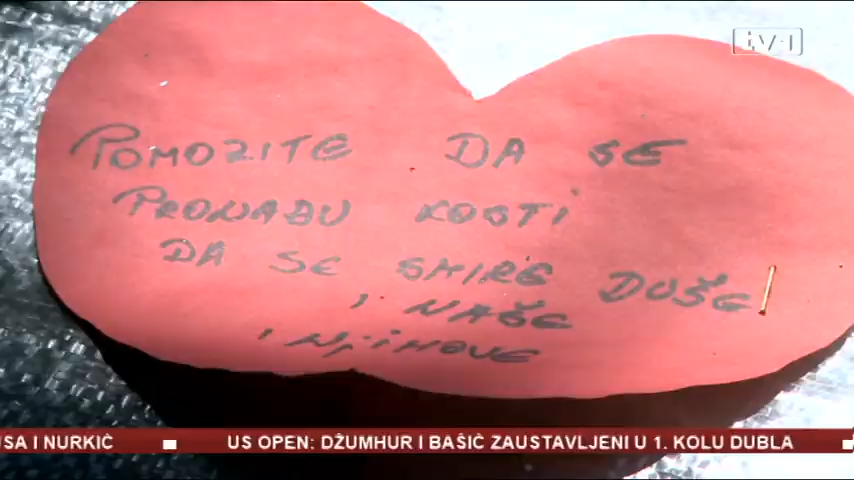 tv1
POMOZITE DA SE
PRONAĐU KOSTI
DA SE SMIRE DUŠE
I NAŠE
I NJIHOVE
USA I NURKIĆ US OPEN: DŽUMHUR I BAŠIĆ ZAUSTAVLJENI U 1. KOLU DUBLA